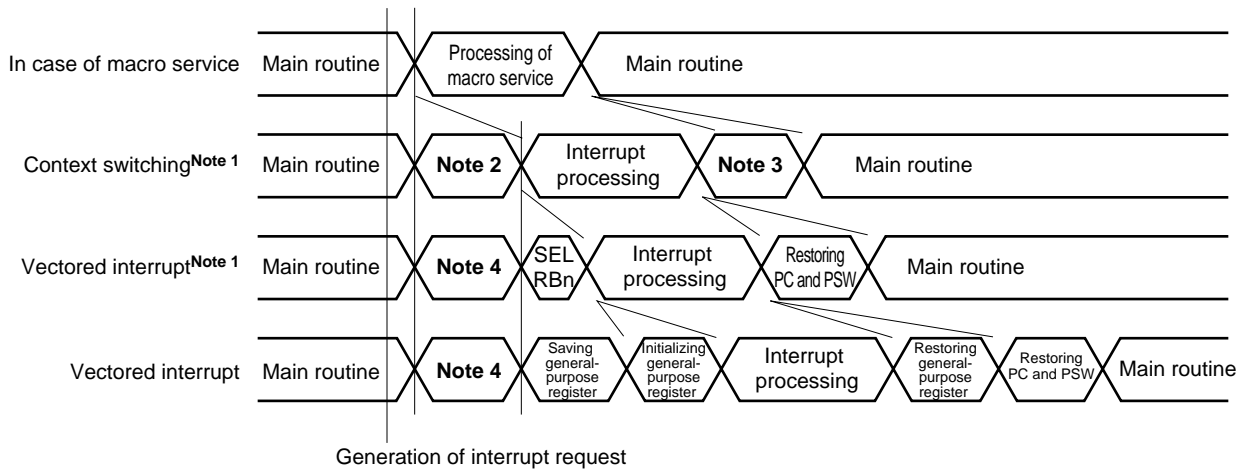 In case of macro service
Main routine
Processing of
macro service
Main routine
Context switching Note 1
Main routine
Note 2
Interrupt
processing
Note 3
Main routine
Vectored interrupt Note 1
Main routine
Note 4
SEL
RBn
Interrupt
processing
Restoring
PC and PSW
Main routine
Vectored interrupt
Main routine
Note 4
Saving
general-
purpose
register
Initializing
general-
purpose
register
Interrupt
processing
Restoring
general-
purpose
register
Restoring
PC and PSW
Main routine
Generation of interrupt request